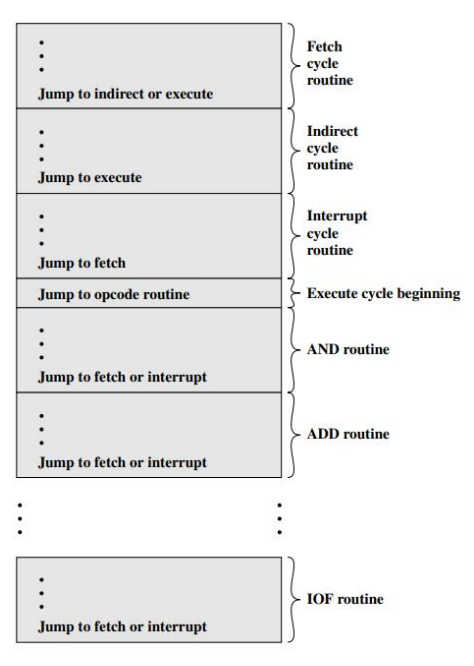 Jump to indirect or execute
Fetch
cycle
routine
Jump to execute
Indirect
cycle
routine
Jump to fetch
Interrupt
cycle
routine
Jump to opcode routine
Execute cycle beginning
Jump to fetch or interrupt
AND routine
Jump to fetch or interrupt
ADD routine
Jump to fetch or interrupt
IOF routine